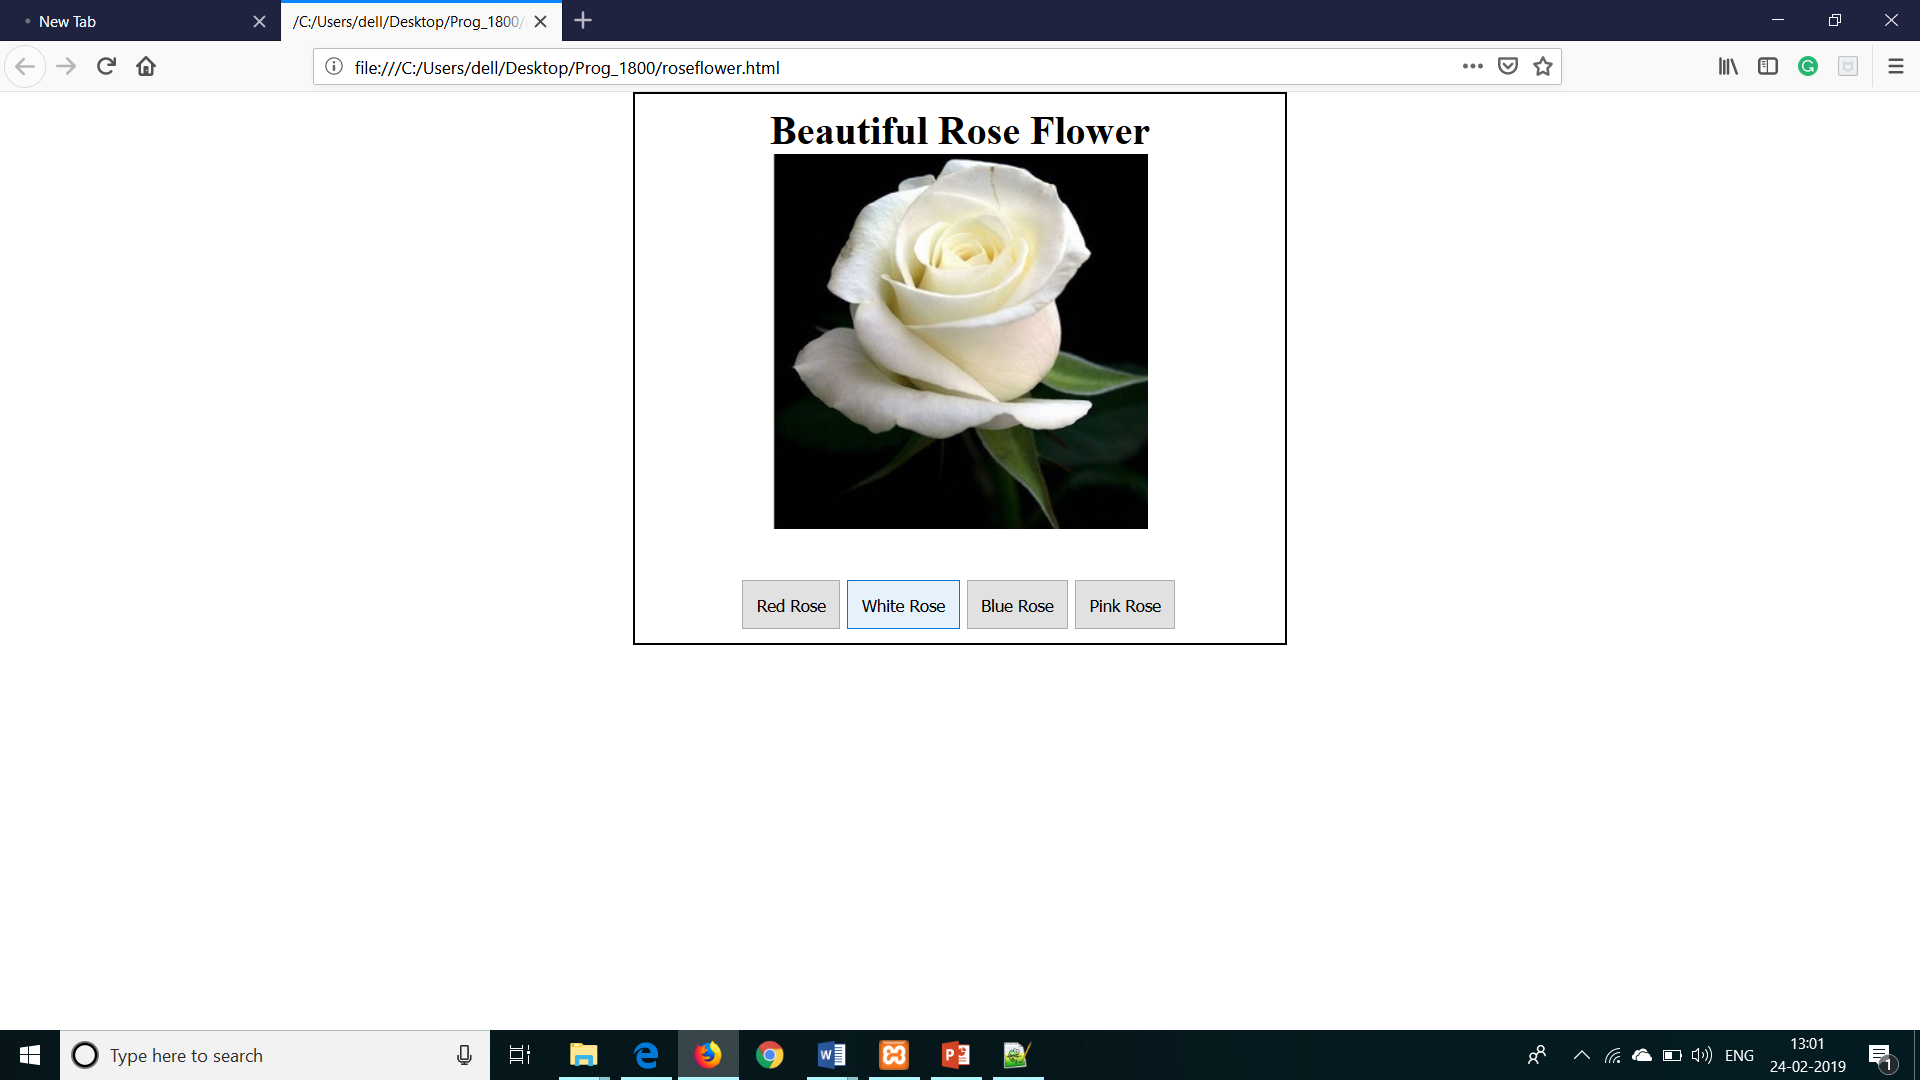 New Tab
/C:/Users/dell/Desktop/Prog_1800/
file:///C:/Users/dell/Desktop/Prog_1800/roseflower.html
Beautiful Rose Flower
Red Rose White Rose Blue Rose Pink Rose
Type here to search
ENG
13:01
24-02-2019
1